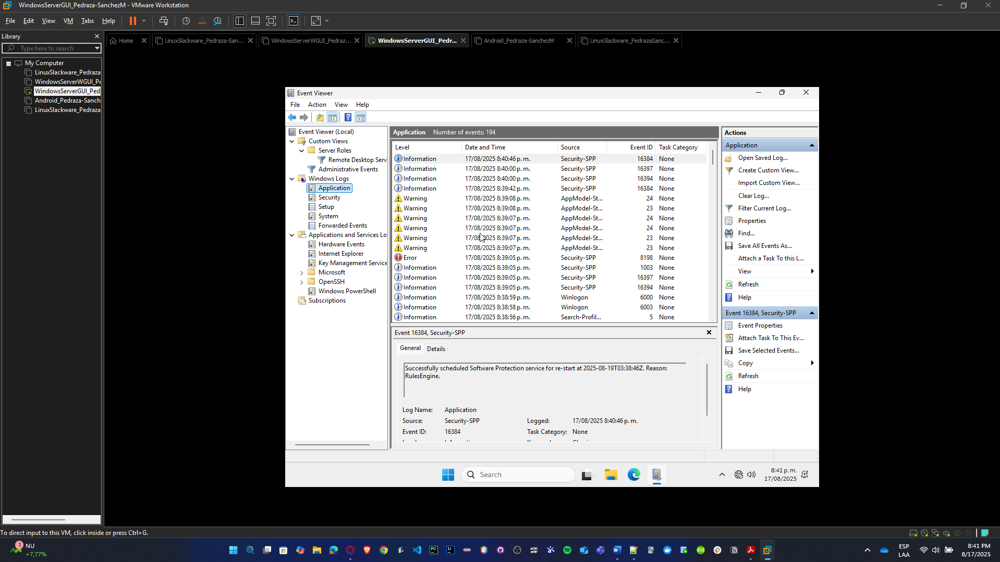 WindowsServerGUI_Pedraza-SanchezM - VMware Workstation
File Edit View VM Tabs Help
Library
Type here to search
My Computer
LinuxSlackware_Pedraza
WindowsServerWGUI_Pe
WindowsServerGUI_Ped
Android_Pedraza-Sanch
LinuxSlackware_Pedraza
Home
LinuxSlackware_Pedraza-San...
WindowsServerWGUI_Pedraz...
WindowsServerGUI_Pedr...
Android_Pedraza-SanchezM
LinuxSlackware_PedrazaSanc...
Event Viewer
File Action View Help
Event Viewer (Local)
Custom Views
Server Roles
Remote Desktop Serv
Administrative Events
Windows Logs
Application
Security
Setup
System
Forwarded Events
Applications and Services Lo
Hardware Events
Internet Explorer
Key Management Service
Microsoft
OpenSSH
Windows PowerShell
Subscriptions
Application Number of events: 194
Level Date and Time Source Event ID Task Category
Information 17/08/2025 8:40:46 p. m. Security-SPP 16384 None
Information 17/08/2025 8:40:00 p. m. Security-SPP 16397 None
Information 17/08/2025 8:40:00 p. m. Security-SPP 16394 None
Information 17/08/2025 8:39:42 p. m. Security-SPP 16384 None
Warning 17/08/2025 8:39:08 p. m. AppModel-St... 24 None
Warning 17/08/2025 8:39:08 p. m. AppModel-St... 23 None
Warning 17/08/2025 8:39:07 p. m. AppModel-St... 24 None
Warning 17/08/2025 8:39:07 p. m. AppModel-St... 24 None
Warning 17/08/2025 8:39:07 p. m. AppModel-St... 23 None
Warning 17/08/2025 8:39:07 p. m. AppModel-St... 23 None
Error 17/08/2025 8:39:05 p. m. Security-SPP 8198 None
Information 17/08/2025 8:39:05 p. m. Security-SPP 1003 None
Information 17/08/2025 8:39:05 p. m. Security-SPP 16397 None
Information 17/08/2025 8:39:05 p. m. Security-SPP 16394 None
Information 17/08/2025 8:38:59 p. m. Winlogon 6000 None
Information 17/08/2025 8:38:58 p. m. Winlogon 6003 None
Information 17/08/2025 8:38:56 p. m. Search-Profil... 5 None
Event 16384, Security-SPP
General Details
Successfully scheduled Software Protection service for re-start at 2025-08-19T03:38:46Z. Reason:
RulesEngine.
Log Name: Application
Source: Security-SPP Logged: 17/08/2025 8:40:46 p. m.
Event ID: 16384 Task Category: None
Actions
Application
Open Saved Log...
Create Custom View...
Import Custom View...
Clear Log...
Filter Current Log...
Properties
Find...
Save All Events As...
Attach a Task To this L...
View
Refresh
Help
Event 16384, Security-SPP
Event Properties
Attach Task To This Ev...
Save Selected Events...
Copy
Refresh
Help
Search
8:41 p. m.
17/08/2025
To direct input to this VM, click inside or press Ctrl+G.
1
NU
+7,77%
ESP
LAA
8:41 PM
8/17/2025